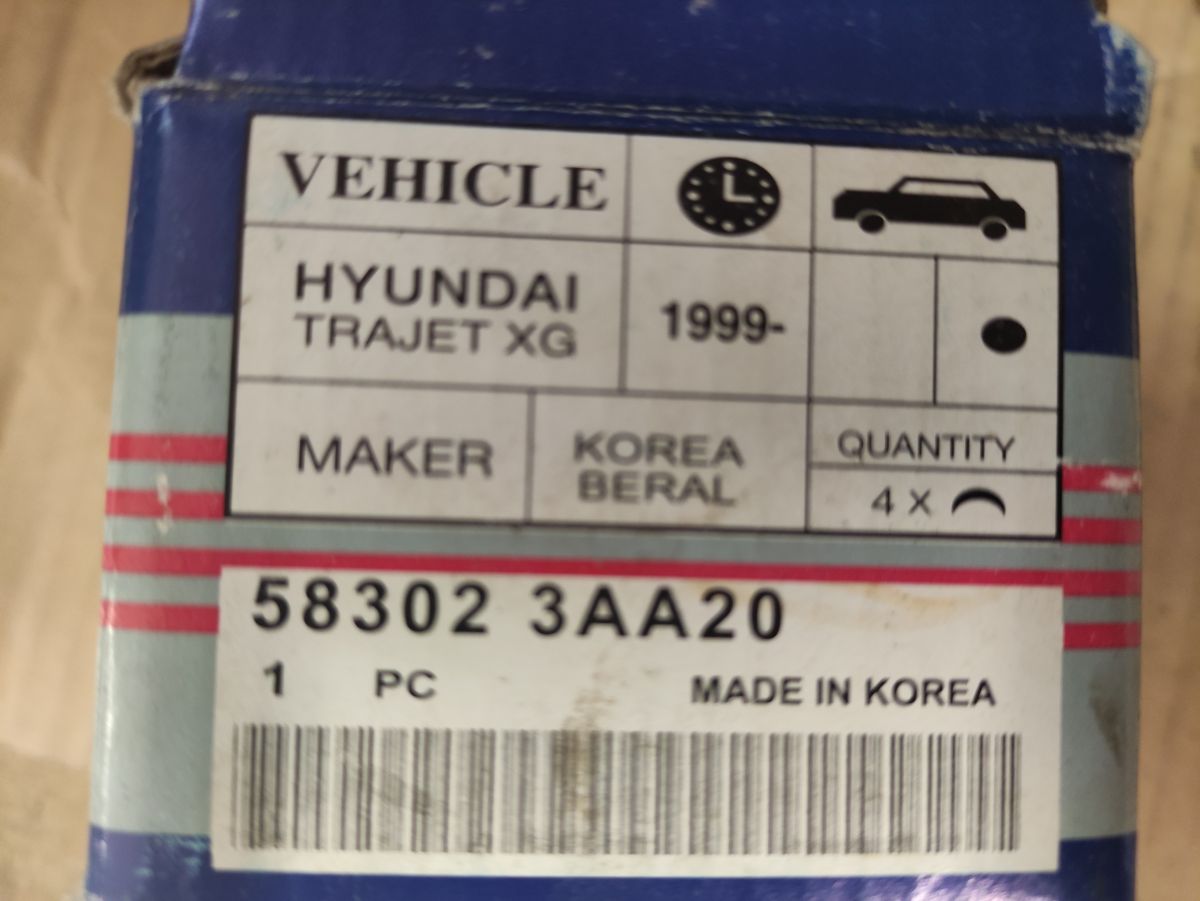 VEHICLE
HYUNDAI
TRAJET XG
1999-
MAKER
KOREA
BERAL
QUANTITY
4 X
58302 3AA20
1 PC
MADE IN KOREA